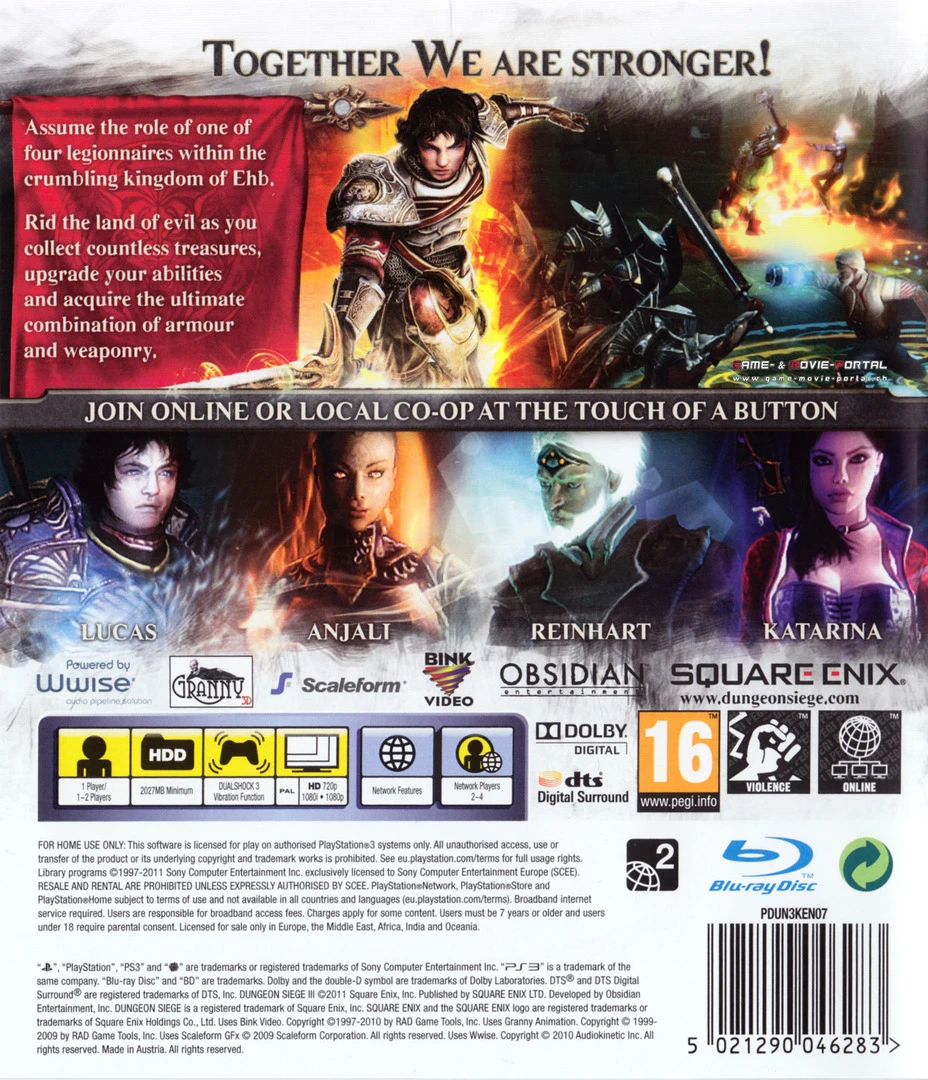 TOGETHER WE ARE STRONGER!
Assume the role of one of
four legionnaires within the
crumbling kingdom of Ehb.
Rid the land of evil as you
collect countless treasures,
upgrade your abilities
and acquire the ultimate
combination of armour
and weaponry.
GAME- & MOVIE-PORTAL
www.game-movie-portal.ch
JOIN ONLINE OR LOCAL CO-OP AT THE TOUCH OF A BUTTON
LUCAS
ANJALI
REINHART
KATARINA
Powered by
Wwise®
audio pipeline solution
GRANNY 3D
Scaleform®
BINK
VIDEO
OBSIDIAN
entertainment
SQUARE ENIX®
www.dungeonsiege.com
1 Player/
1~2 Players
HDD
2027MB Minimum
DUALSHOCK 3
Vibration Function
PAL HD 720p
1080i • 1080p
Network Features
Network Players
2~4
DOLBY
DIGITAL
dts
Digital Surround
16
www.pegi.info
VIOLENCE
ONLINE
FOR HOME USE ONLY: This software is licensed for play on authorised PlayStation®3 systems only. All unauthorised access, use or
transfer of the product or its underlying copyright and trademark works is prohibited. See eu.playstation.com/terms for full usage rights.
Library programs ©1997-2011 Sony Computer Entertainment Inc. exclusively licensed to Sony Computer Entertainment Europe (SCEE).
RESALE AND RENTAL ARE PROHIBITED UNLESS EXPRESSLY AUTHORISED BY SCEE. PlayStation®Network, PlayStation®Store and
PlayStation®Home subject to terms of use and not available in all countries and languages (eu.playstation.com/terms). Broadband internet
service required. Users are responsible for broadband access fees. Charges apply for some content. Users must be 7 years or older and users
under 18 require parental consent. Licensed for sale only in Europe, the Middle East, Africa, India and Oceania.
2
Blu-ray Disc
PDUN3KEN07
"", "PlayStation", "PS3" and "" are trademarks or registered trademarks of Sony Computer Entertainment Inc. "PS3" is a trademark of the
same company. "Blu-ray Disc" and "BD" are trademarks. Dolby and the double-D symbol are trademarks of Dolby Laboratories. DTS® and DTS Digital
Surround® are registered trademarks of DTS, Inc. DUNGEON SIEGE III ©2011 Square Enix, Inc. Published by SQUARE ENIX LTD. Developed by Obsidian
Entertainment, Inc. DUNGEON SIEGE is a registered trademark of Square Enix, Inc. SQUARE ENIX and the SQUARE ENIX logo are registered trademarks or
trademarks of Square Enix Holdings Co., Ltd. Uses Bink Video. Copyright ©1997-2010 by RAD Game Tools, Inc. Uses Granny Animation. Copyright © 1999-
2009 by RAD Game Tools, Inc. Uses Scaleform GFx © 2009 Scaleform Corporation. All rights reserved. Uses Wwise. Copyright © 2010 AudioKinetic Inc. All
rights reserved. Made in Austria. All rights reserved.
5 021290 046283 >